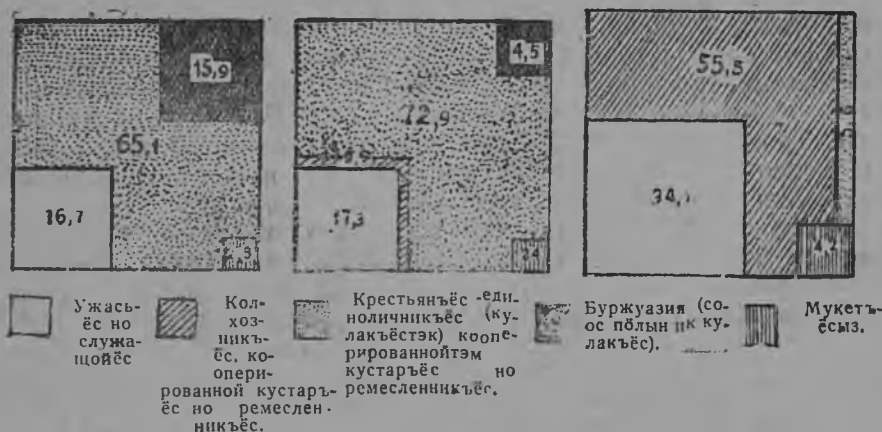 15,9
65,1
16,7
4,5
72,9
17,3
55,5
4,2
Ужась-
ёс но
служа-
щойёс
Кол-
хоз-
никъ-
ёс, ко-
опери-
рованной кустаръ-
ёс но ремеслен-
никъёс.
Крестьянъёс -еди-
ноличникъёс (ку-
лакъёстэк) коопе-
рированнойтэм
кустаръёс но
ремесленникъёс.
Буржуазия (со-
ос пӧлын ик ку-
лакъёс).
Мукетъ-
ёсыз.